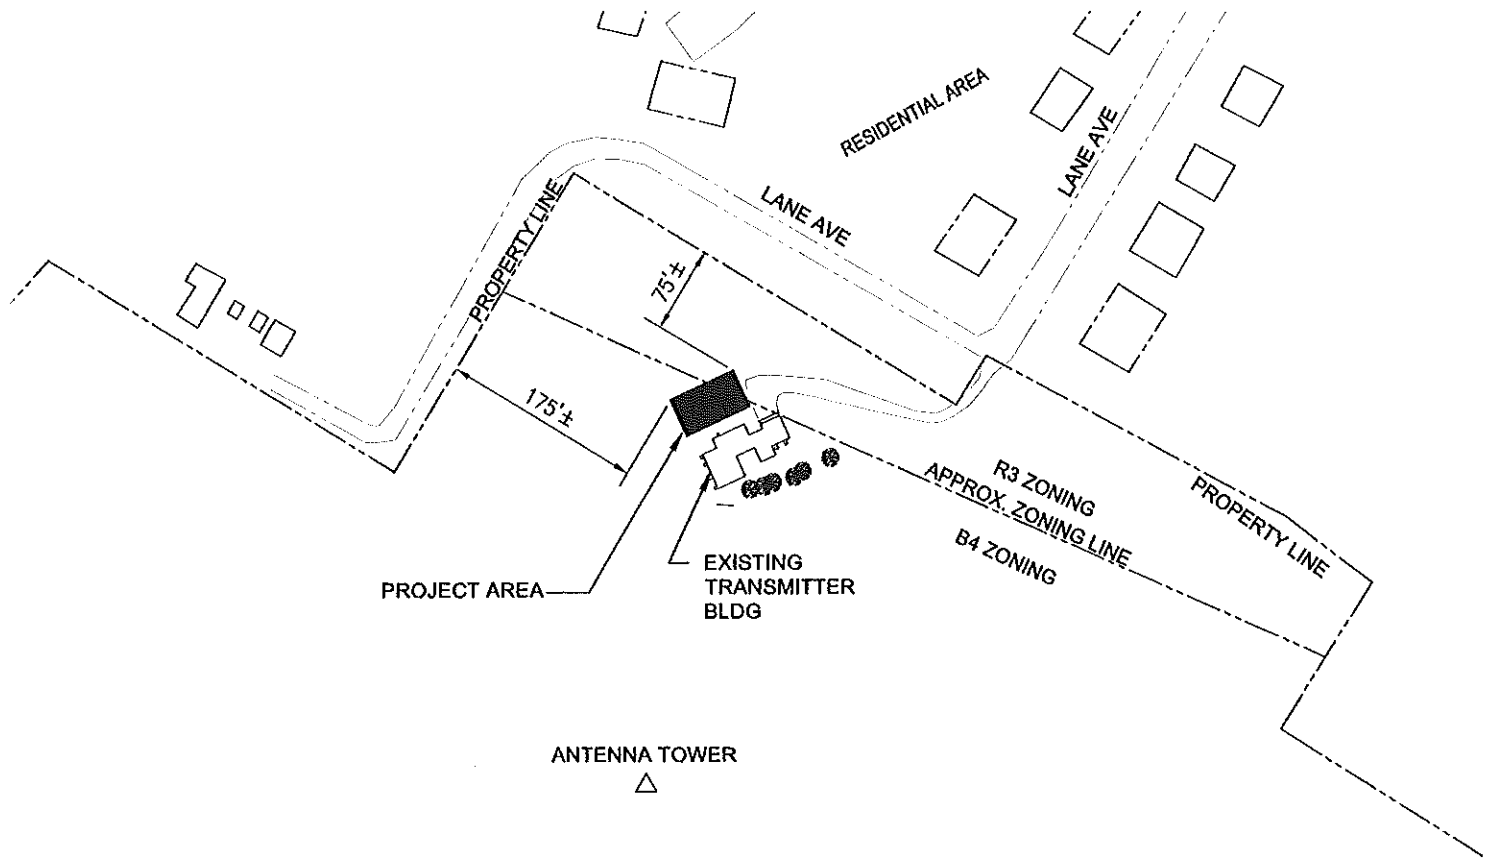 RESIDENTIAL AREA
LANE AVE
LANE AVE
PROPERTY LINE
75'±
175'±
R3 ZONING
APPROX. ZONING LINE
B4 ZONING
PROPERTY LINE
PROJECT AREA
EXISTING
TRANSMITTER
BLDG
ANTENNA TOWER